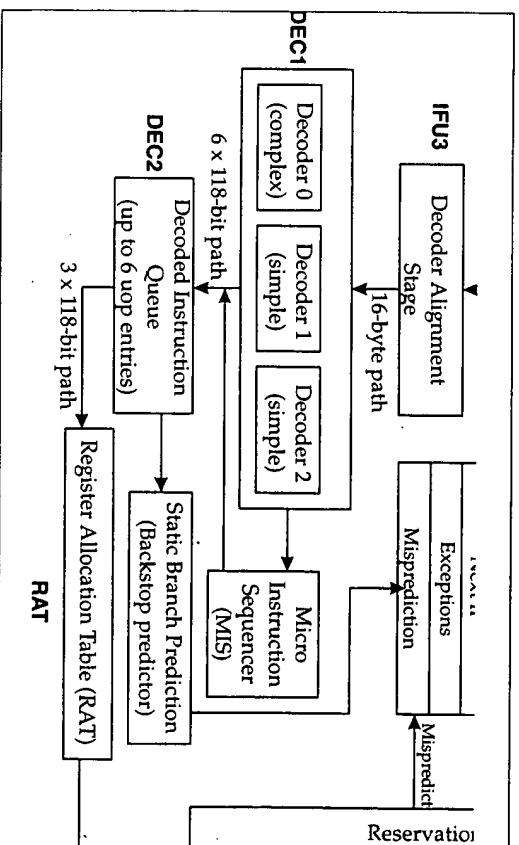 IFU3
Decoder Alignment
Stage
Exceptions
Misprediction
Mispredict
16-byte path
DEC1
Decoder 0
(complex)
Decoder 1
(simple)
Decoder 2
(simple)
Micro
Instruction
Sequencer
(MIS)
6 x 118-bit path
DEC2
Decoded Instruction
Queue
(up to 6 uop entries)
Static Branch Prediction
(Backstop predictor)
3 x 118-bit path
Register Allocation Table (RAT)
RAT